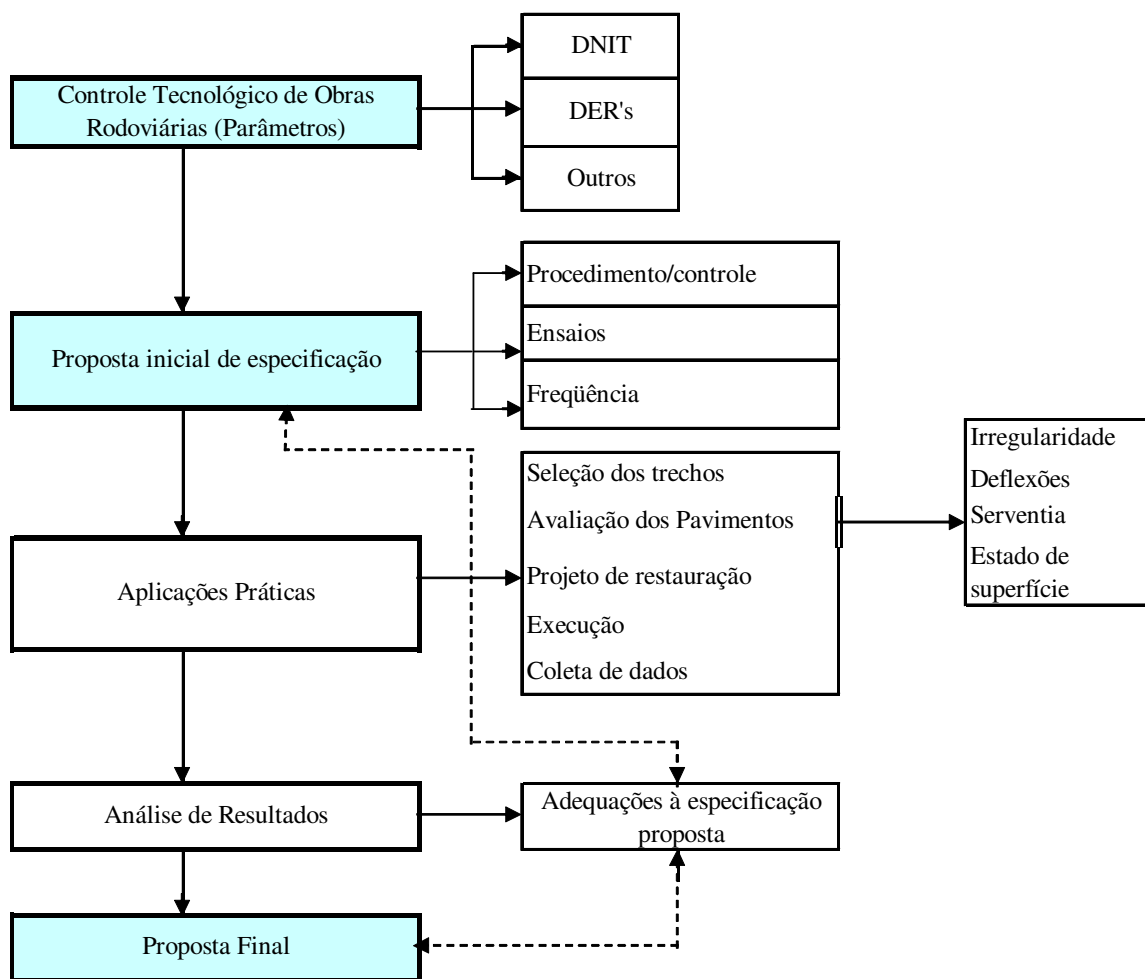 Controle Tecnológico de Obras
Rodoviárias (Parâmetros)
DNIT
DER's
Outros
Proposta inicial de especificação
Procedimento/controle
Ensaios
Freqüência
Aplicações Práticas
Seleção dos trechos
Avaliação dos Pavimentos
Projeto de restauração
Execução
Coleta de dados
Irregularidade
Deflexões
Serventia
Estado de
superfície
Análise de Resultados
Adequações à especificação
proposta
Proposta Final